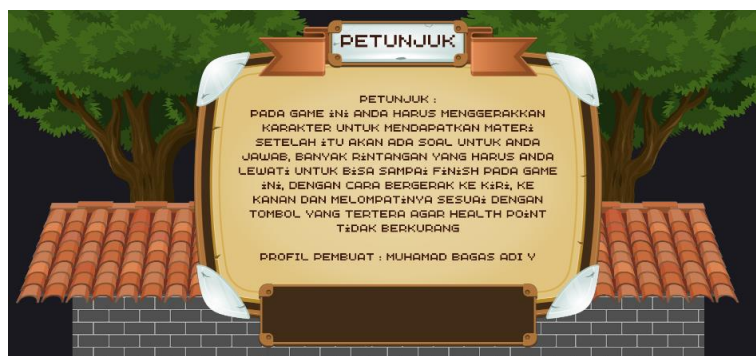 PETUNJUK
PETUNJUK :
PADA GAME iNi ANDA HARUS MENGGERAKKAN
KARAKTER UNTUK MENDAPATKAN MATERi
SETELAH iTU AKAN ADA SOAL UNTUK ANDA
JAWAB, BANYAK RiNTANGAN YANG HARUS ANDA
LEWATi UNTUK BiSA SAMPAi FiNiSH PADA GAME
iNi, DENGAN CARA BERGERAK KE KiRi, KE
KANAN DAN MELOMPATiNYA SESUAi DENGAN
TOMBOL YANG TERTERA AGAR HEALTH POiNT
TiDAK BERKURANG
PROFIL PEMBUAT : MUHAMAD BAGAS ADI Y